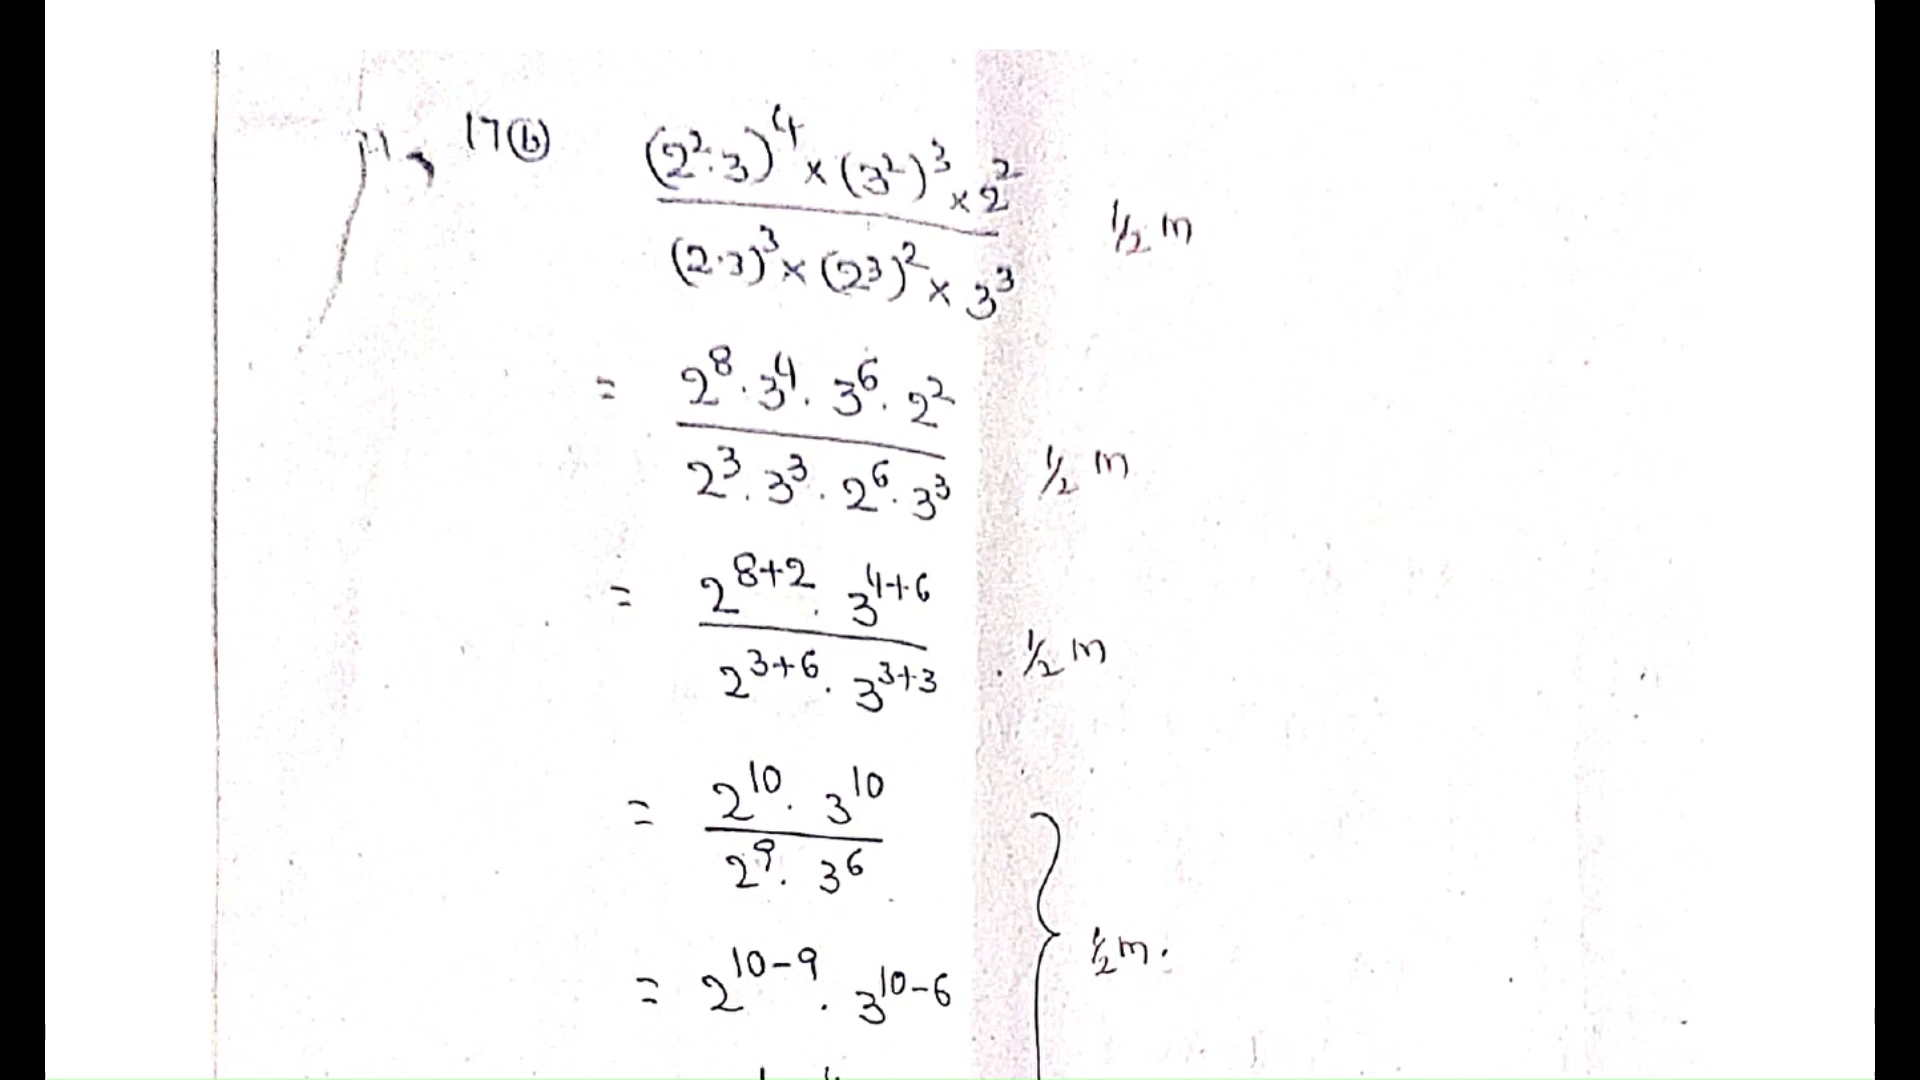 17 ⓑ (2²·3)⁴ × (3²)³ × 2² / (2·3)³ × (2³)² × 3³ ½ m
= 2⁸·3⁴·3⁶·2² / 2³·3³·2⁶·3³ ½ m
= 2⁸⁺²·3⁴⁺⁶ / 2³⁺⁶·3³⁺³ ½ m
= 2¹⁰·3¹⁰ / 2⁹·3⁶
= 2¹⁰⁻⁹·3¹⁰⁻⁶ } ½ m.